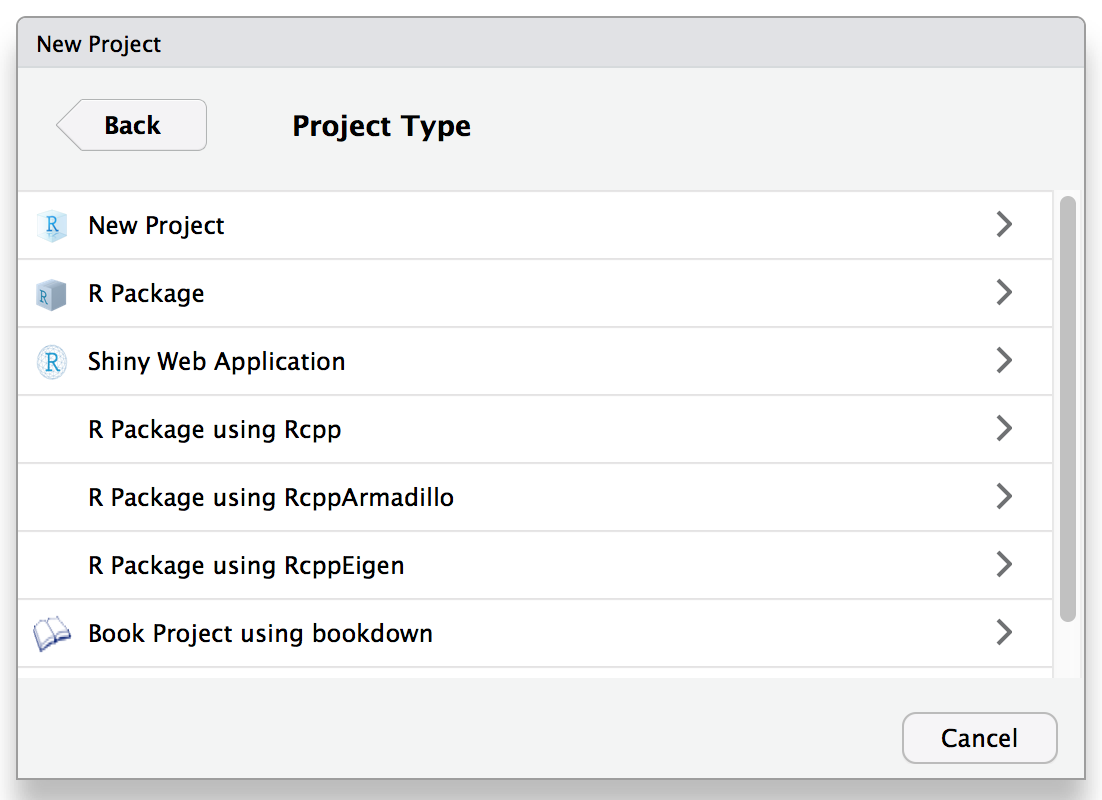 New Project
Back
Project Type
R New Project
R R Package
R Shiny Web Application
R Package using Rcpp
R Package using RcppArmadillo
R Package using RcppEigen
Book Project using bookdown
Cancel